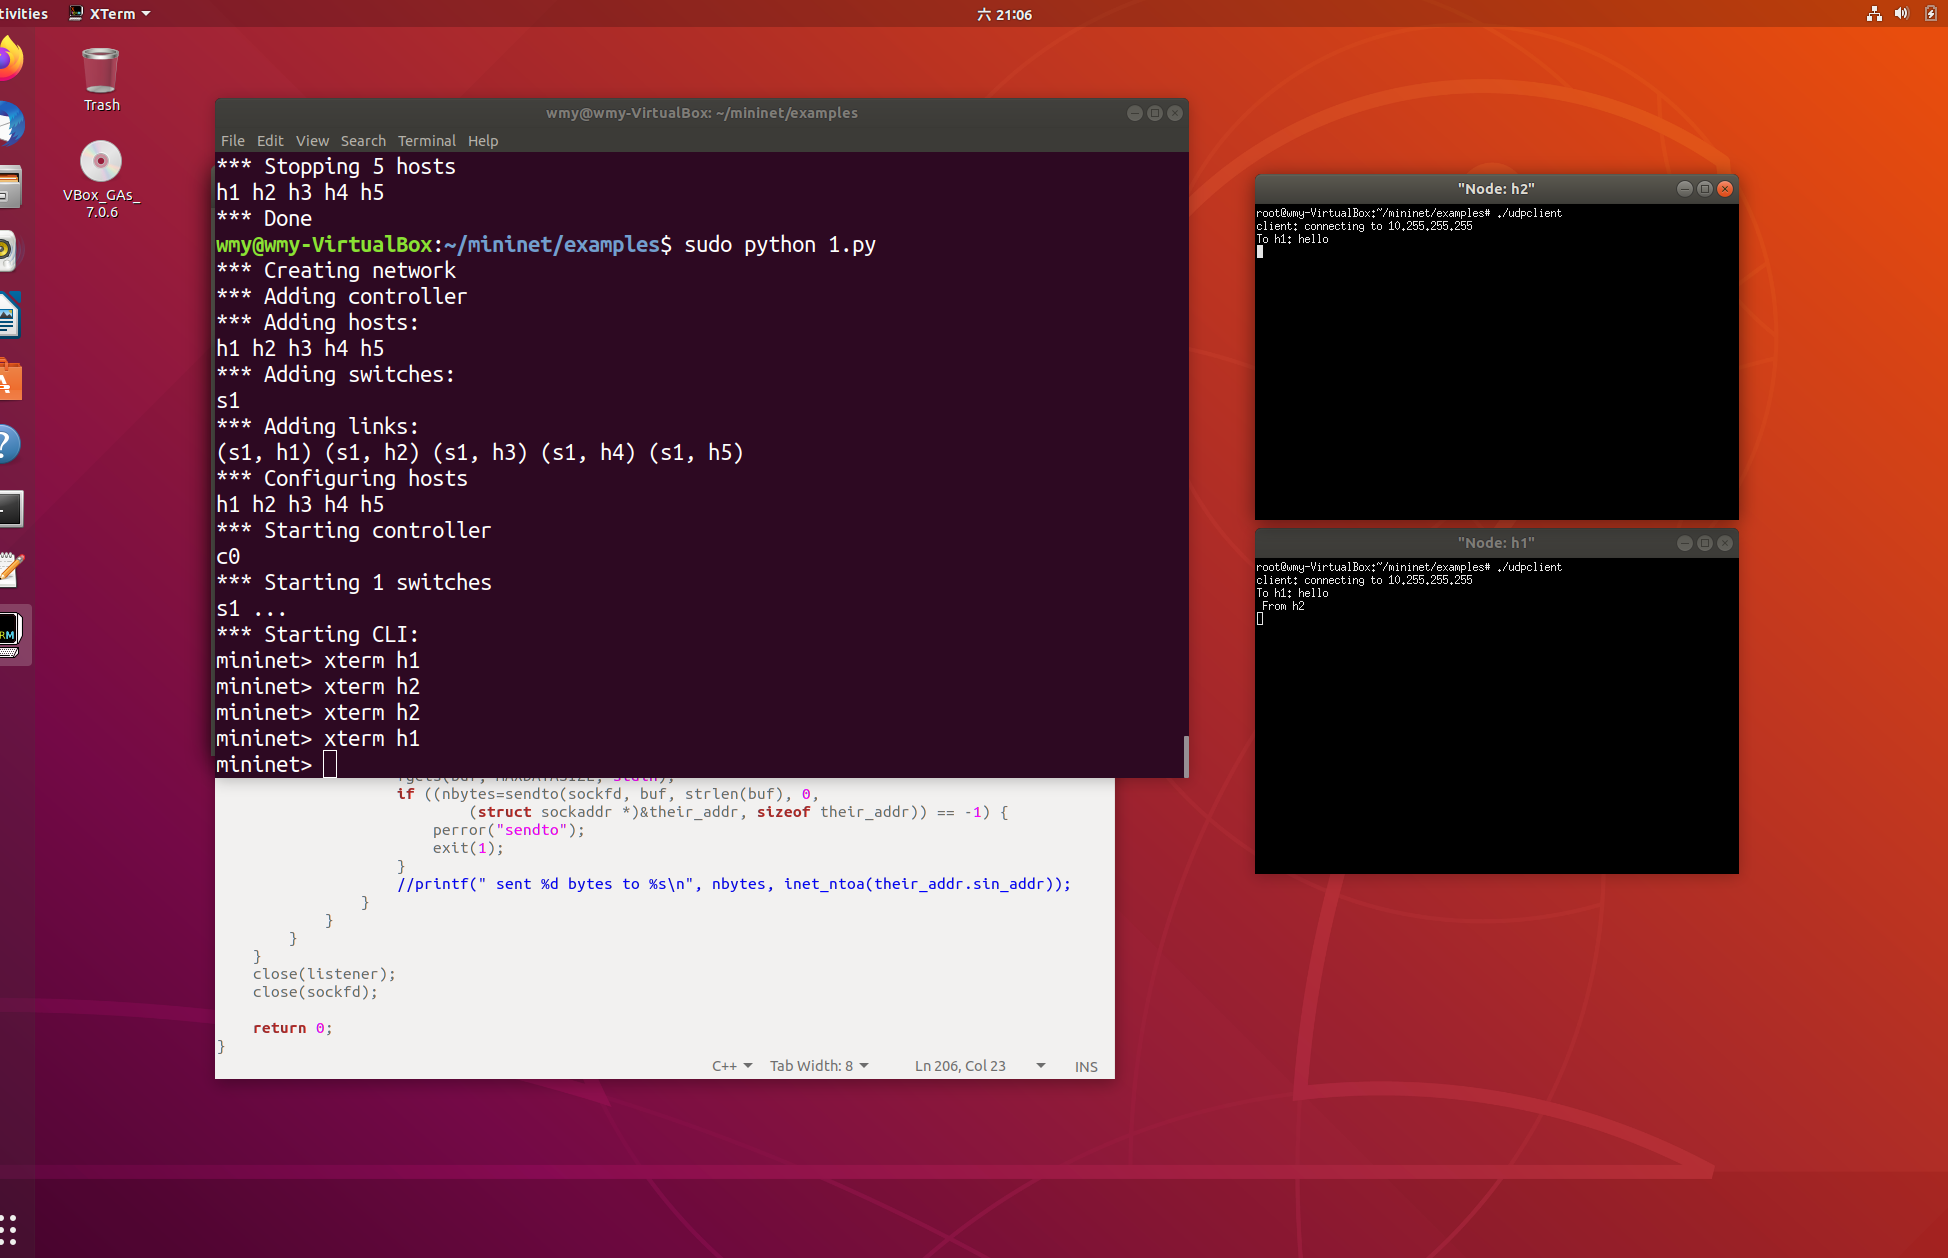 tivities XTerm 六 21:06
Trash
VBox_GAs_
7.0.6
wmy@wmy-VirtualBox: ~/mininet/examples
File Edit View Search Terminal Help
*** Stopping 5 hosts
h1 h2 h3 h4 h5
*** Done
wmy@wmy-VirtualBox:~/mininet/examples$ sudo python 1.py
*** Creating network
*** Adding controller
*** Adding hosts:
h1 h2 h3 h4 h5
*** Adding switches:
s1
*** Adding links:
(s1, h1) (s1, h2) (s1, h3) (s1, h4) (s1, h5)
*** Configuring hosts
h1 h2 h3 h4 h5
*** Starting controller
c0
*** Starting 1 switches
s1 ...
*** Starting CLI:
mininet> xterm h1
mininet> xterm h2
mininet> xterm h2
mininet> xterm h1
mininet>
if ((nbytes=sendto(sockfd, buf, strlen(buf), 0,
(struct sockaddr *)&their_addr, sizeof their_addr)) == -1) {
perror("sendto");
exit(1);
}
//printf(" sent %d bytes to %s\n", nbytes, inet_ntoa(their_addr.sin_addr));
}
}
}
}
close(listener);
close(sockfd);
return 0;
}
C++ Tab Width: 8 Ln 206, Col 23 INS
"Node: h2"
root@wmy-VirtualBox:~/mininet/examples# ./udpclient
client: connecting to 10.255.255.255
To h1: hello
"Node: h1"
root@wmy-VirtualBox:~/mininet/examples# ./udpclient
client: connecting to 10.255.255.255
To h1: hello
From h2